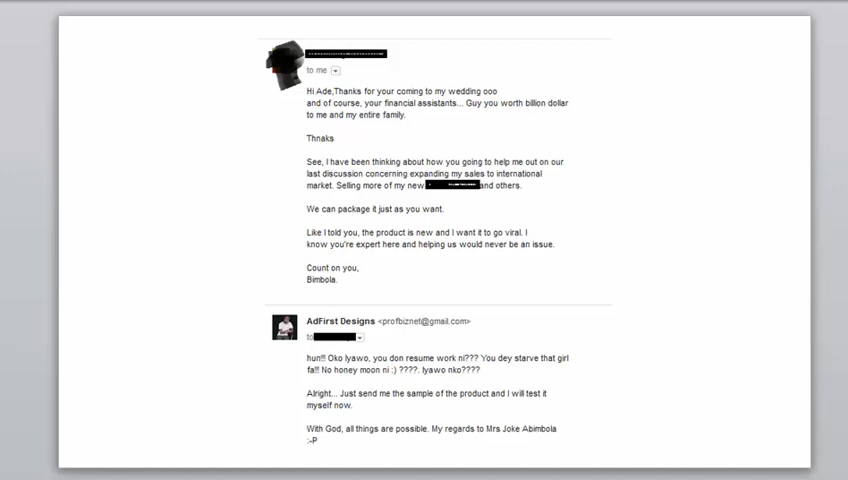 to me
Hi Ade,Thanks for your coming to my wedding ooo
and of course, your financial assistants... Guy you worth billion dollar
to me and my entire family.
Thnaks
See, I have been thinking about how you going to help me out on our
last discussion concerning expanding my sales to international
market. Selling more of my new and others.
We can package it just as you want.
Like I told you, the product is new and I want it to go viral. I
know you're expert here and helping us would never be an issue.
Count on you,
Bimbola.
AdFirst Designs <profbiznet@gmail.com>
to
hun!!! Oko Iyawo, you don resume work ni??? You dey starve that girl
fa!!! No honey moon ni :) ????. Iyawo nko????
Alright... Just send me the sample of the product and I will test it
myself now.
With God, all things are possible. My regards to Mrs Joke Abimbola
:-P